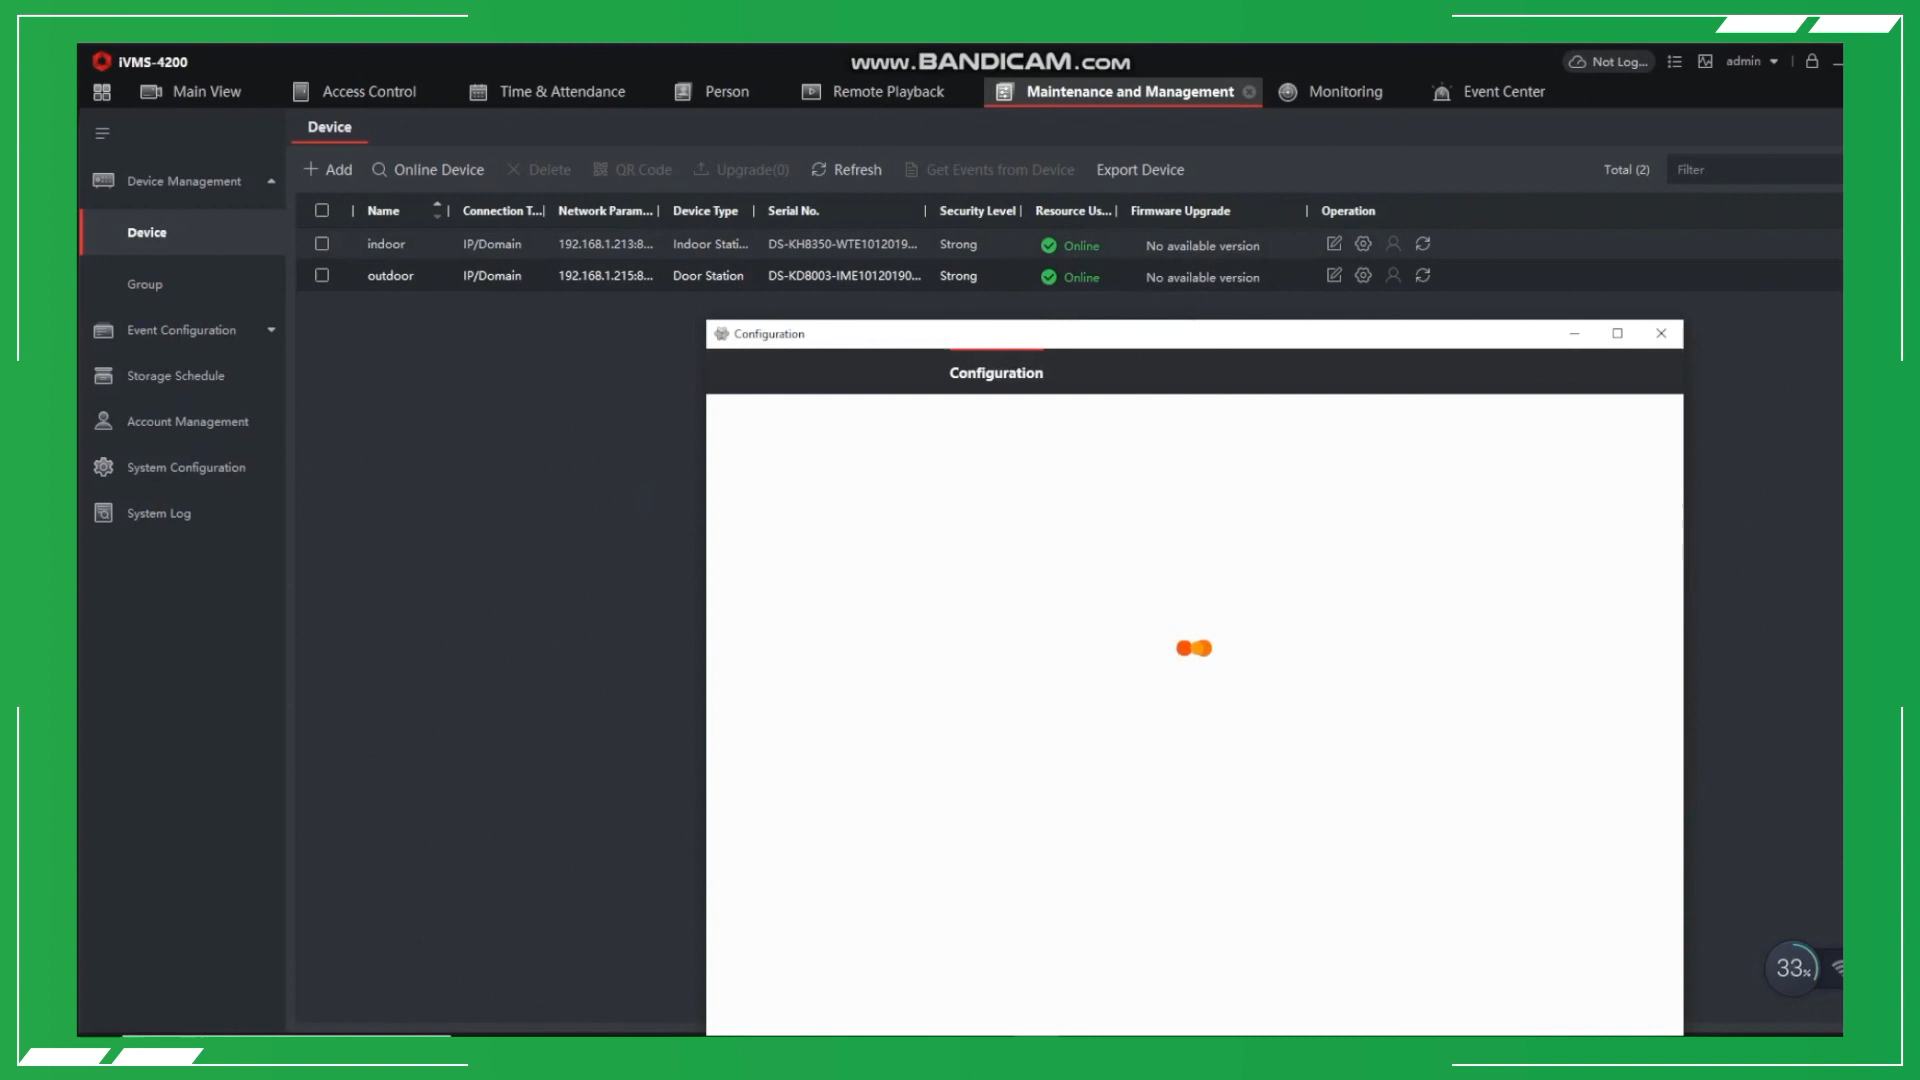 iVMS-4200
www.BANDICAM.com
Not Log...
admin
Main View
Access Control
Time & Attendance
Person
Remote Playback
Maintenance and Management
Monitoring
Event Center
Device
Add
Online Device
Delete
QR Code
Upgrade(0)
Refresh
Get Events from Device
Export Device
Total (2)
Filter
Device Management
Device
Group
Event Configuration
Storage Schedule
Account Management
System Configuration
System Log
Name | Connection T...| Network Param... | Device Type | Serial No. | Security Level | Resource Us... | Firmware Upgrade | Operation
indoor IP/Domain 192.168.1.213:8... Indoor Stati... DS-KH8350-WTE1012019... Strong Online No available version
outdoor IP/Domain 192.168.1.215:8... Door Station DS-KD8003-IME10120190... Strong Online No available version
Configuration
Configuration
33%